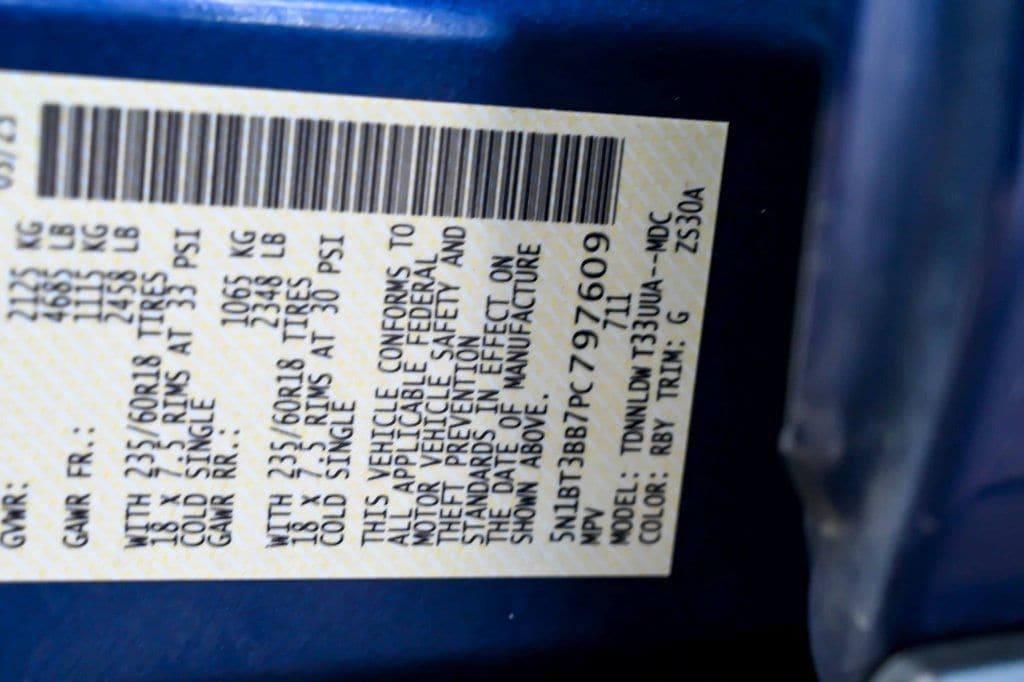 GVWR: 2125 KG
4685 LB
GAWR FR.: 1115 KG
2458 LB
WITH 235/60R18 TIRES
18 X 7.5 RIMS AT 33 PSI
COLD SINGLE
GAWR RR.: 1065 KG
2348 LB
WITH 235/60R18 TIRES
18 X 7.5 RIMS AT 30 PSI
COLD SINGLE
THIS VEHICLE CONFORMS TO
ALL APPLICABLE FEDERAL
MOTOR VEHICLE SAFETY AND
THEFT PREVENTION
STANDARDS IN EFFECT ON
THE DATE OF MANUFACTURE
SHOWN ABOVE.
5N1BT3BB7PC797609
MPV 711
MODEL: TDNNLDW T33UUA--MDC
COLOR: RBY TRIM: G ZS30A